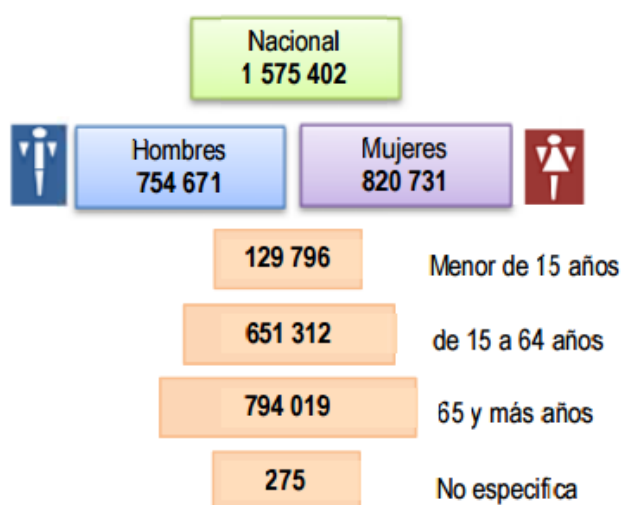 Nacional
1 575 402
Hombres
754 671
Mujeres
820 731
129 796
Menor de 15 años
651 312
de 15 a 64 años
794 019
65 y más años
275
No especifica